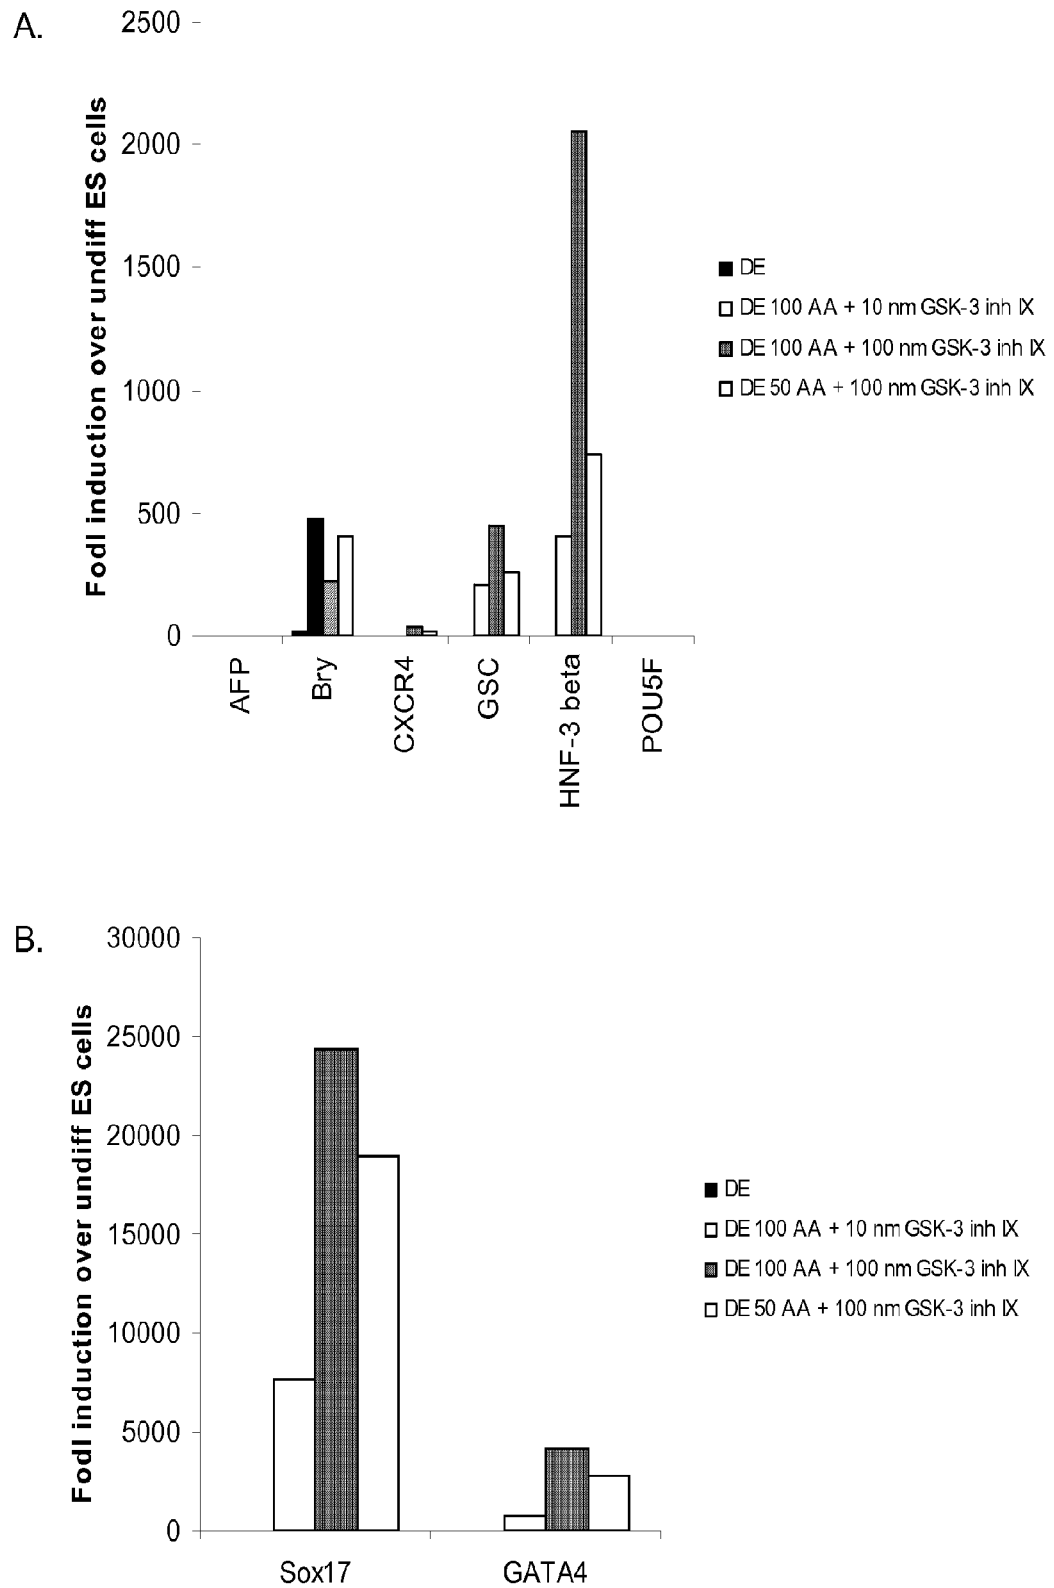 A.
Fodl induction over undiff ES cells
2500
2000
1500
1000
500
0
AFP
Bry
CXCR4
GSC
HNF-3 beta
POU5F
DE
DE 100 AA + 10 nm GSK-3 inh IX
DE 100 AA + 100 nm GSK-3 inh IX
DE 50 AA + 100 nm GSK-3 inh IX
B.
Fodl induction over undiff ES cells
30000
25000
20000
15000
10000
5000
0
Sox17
GATA4
DE
DE 100 AA + 10 nm GSK-3 inh IX
DE 100 AA + 100 nm GSK-3 inh IX
DE 50 AA + 100 nm GSK-3 inh IX